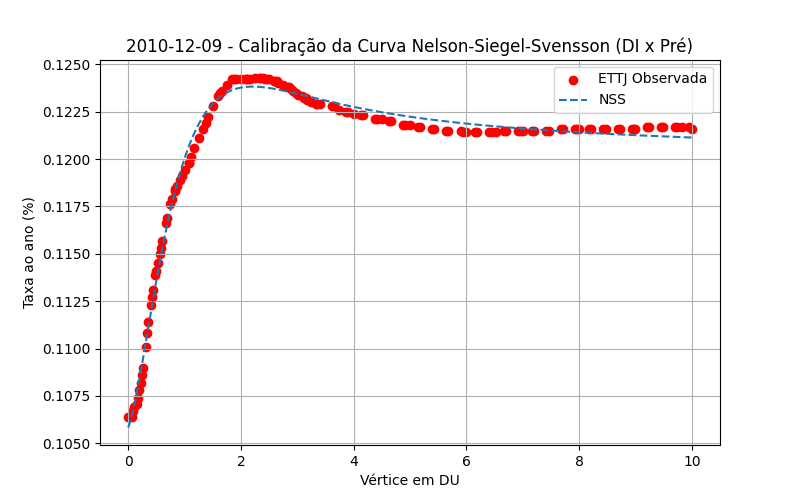 2010-12-09 - Calibração da Curva Nelson-Siegel-Svensson (DI x Pré)
ETTJ Observada
NSS
Taxa ao ano (%)
0.1250
0.1225
0.1200
0.1175
0.1150
0.1125
0.1100
0.1075
0.1050
0 2 4 6 8 10
Vértice em DU